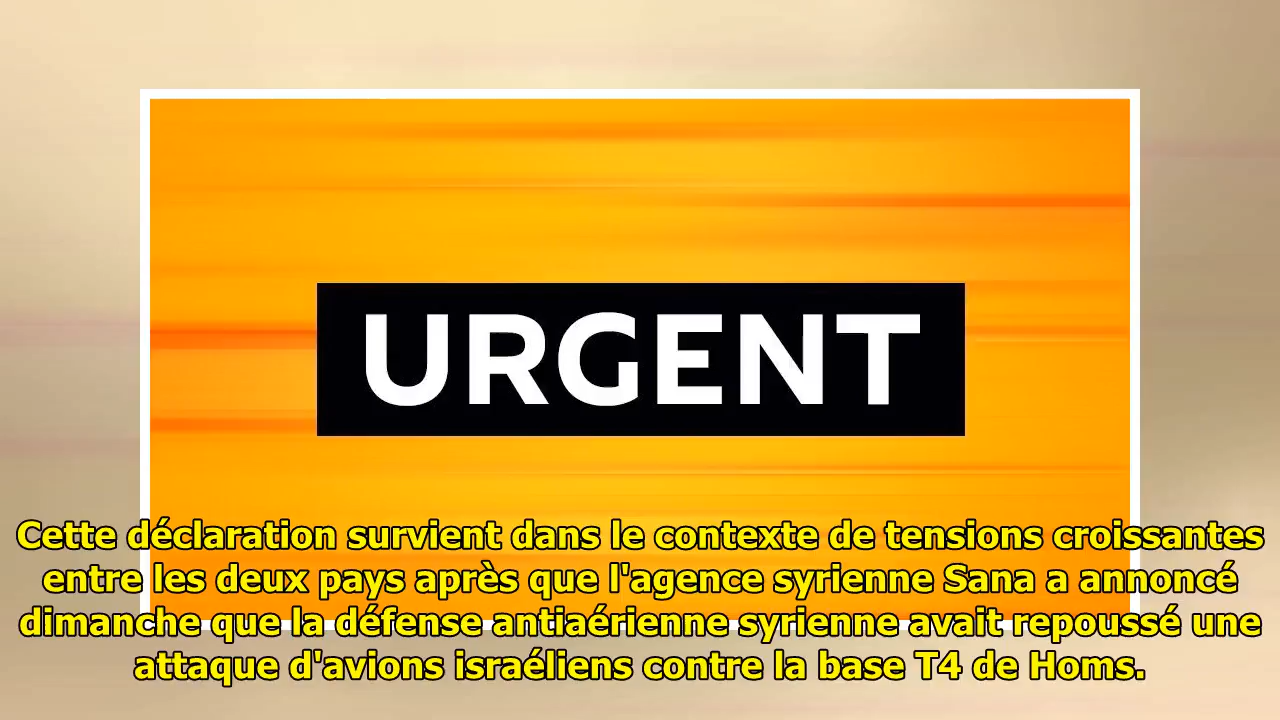 URGENT
Cette déclaration survient dans le contexte de tensions croissantes
entre les deux pays après que l'agence syrienne Sana a annoncé
dimanche que la défense antiaérienne syrienne avait repoussé une
attaque d'avions israéliens contre la base T4 de Homs.